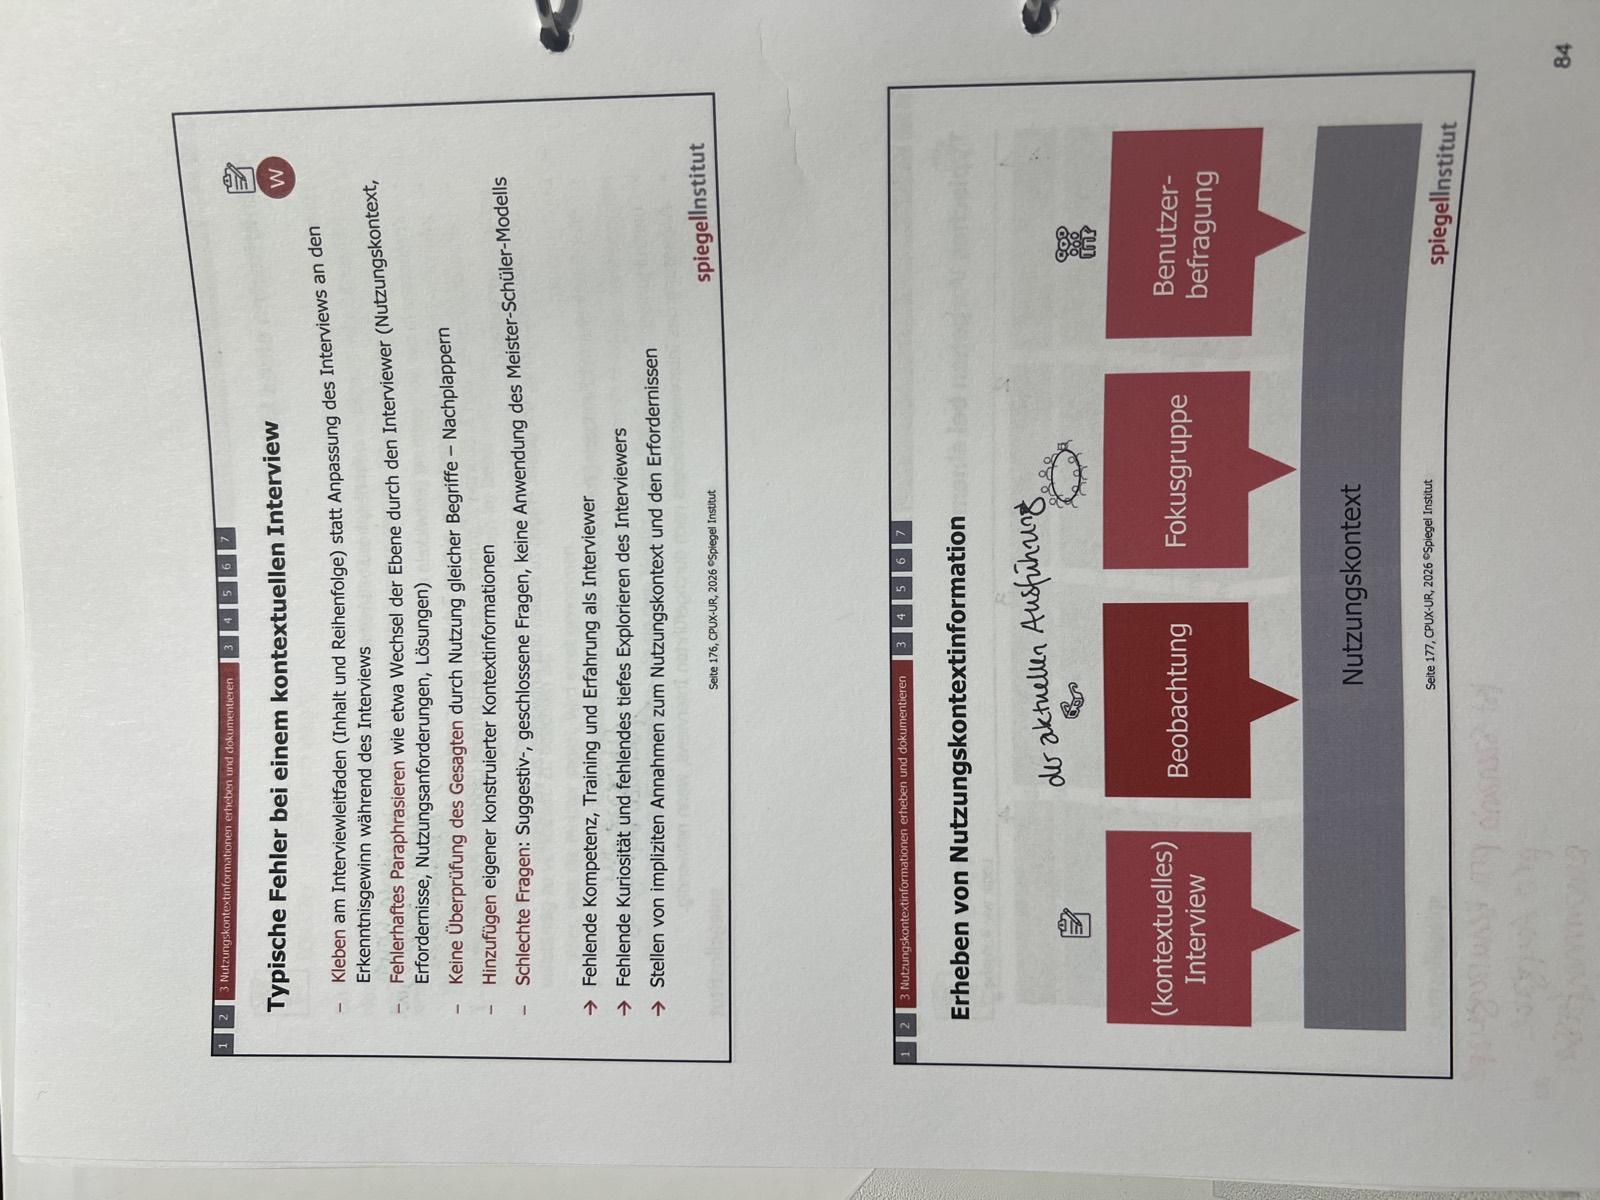 1 2 3 Nutzungskontextinformationen erheben und dokumentieren 3 4 5 6 7
Typische Fehler bei einem kontextuellen Interview
W
– Kleben am Interviewleitfaden (Inhalt und Reihenfolge) statt Anpassung des Interviews an den
Erkenntnisgewinn während des Interviews
– Fehlerhaftes Paraphrasieren wie etwa Wechsel der Ebene durch den Interviewer (Nutzungskontext,
Erfordernisse, Nutzungsanforderungen, Lösungen)
– Keine Überprüfung des Gesagten durch Nutzung gleicher Begriffe – Nachplappern
– Hinzufügen eigener konstruierter Kontextinformationen
– Schlechte Fragen: Suggestiv-, geschlossene Fragen, keine Anwendung des Meister-Schüler-Modells
→ Fehlende Kompetenz, Training und Erfahrung als Interviewer
→ Fehlende Kuriosität und fehlendes tiefes Explorieren des Interviewers
→ Stellen von impliziten Annahmen zum Nutzungskontext und den Erfordernissen
Seite 176, CPUX-UR, 2026 ©Spiegel Institut
spiegelInstitut
1 2 3 Nutzungskontextinformationen erheben und dokumentieren 3 4 5 6 7
Erheben von Nutzungskontextinformation
der aktuellen Ausführung
(kontextuelles)
Interview
Beobachtung
Fokusgruppe
Benutzer-
befragung
Nutzungskontext
Seite 177, CPUX-UR, 2026 ©Spiegel Institut
spiegelInstitut
84